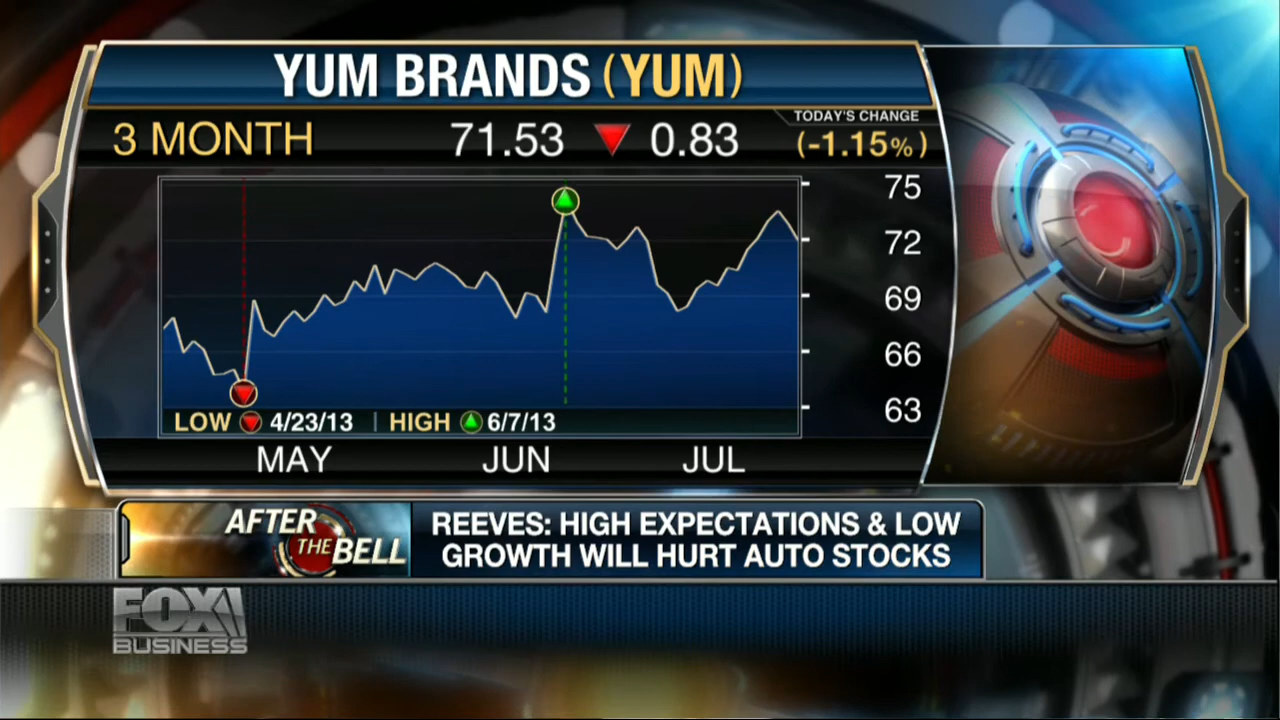 YUM BRANDS (YUM)
3 MONTH 71.53 0.83 TODAY'S CHANGE (-1.15%)
75
72
69
66
63
LOW 4/23/13 | HIGH 6/7/13
MAY JUN JUL
AFTER THE BELL
REEVES: HIGH EXPECTATIONS & LOW
GROWTH WILL HURT AUTO STOCKS
FOX
BUSINESS